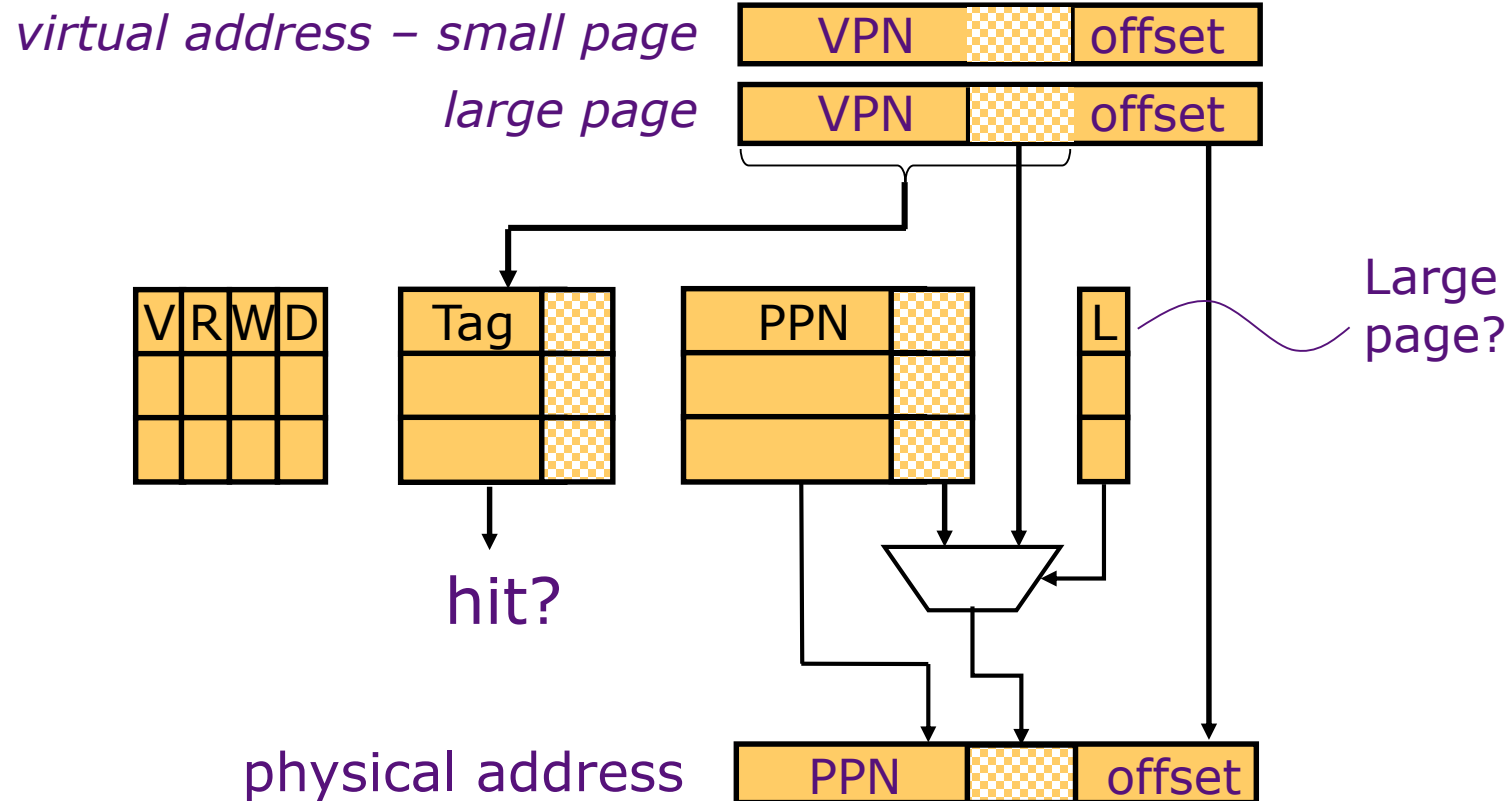 virtual address – small page
VPN offset
large page
VPN offset
Large
page?
V R W D
Tag
PPN
L
hit?
physical address
PPN offset